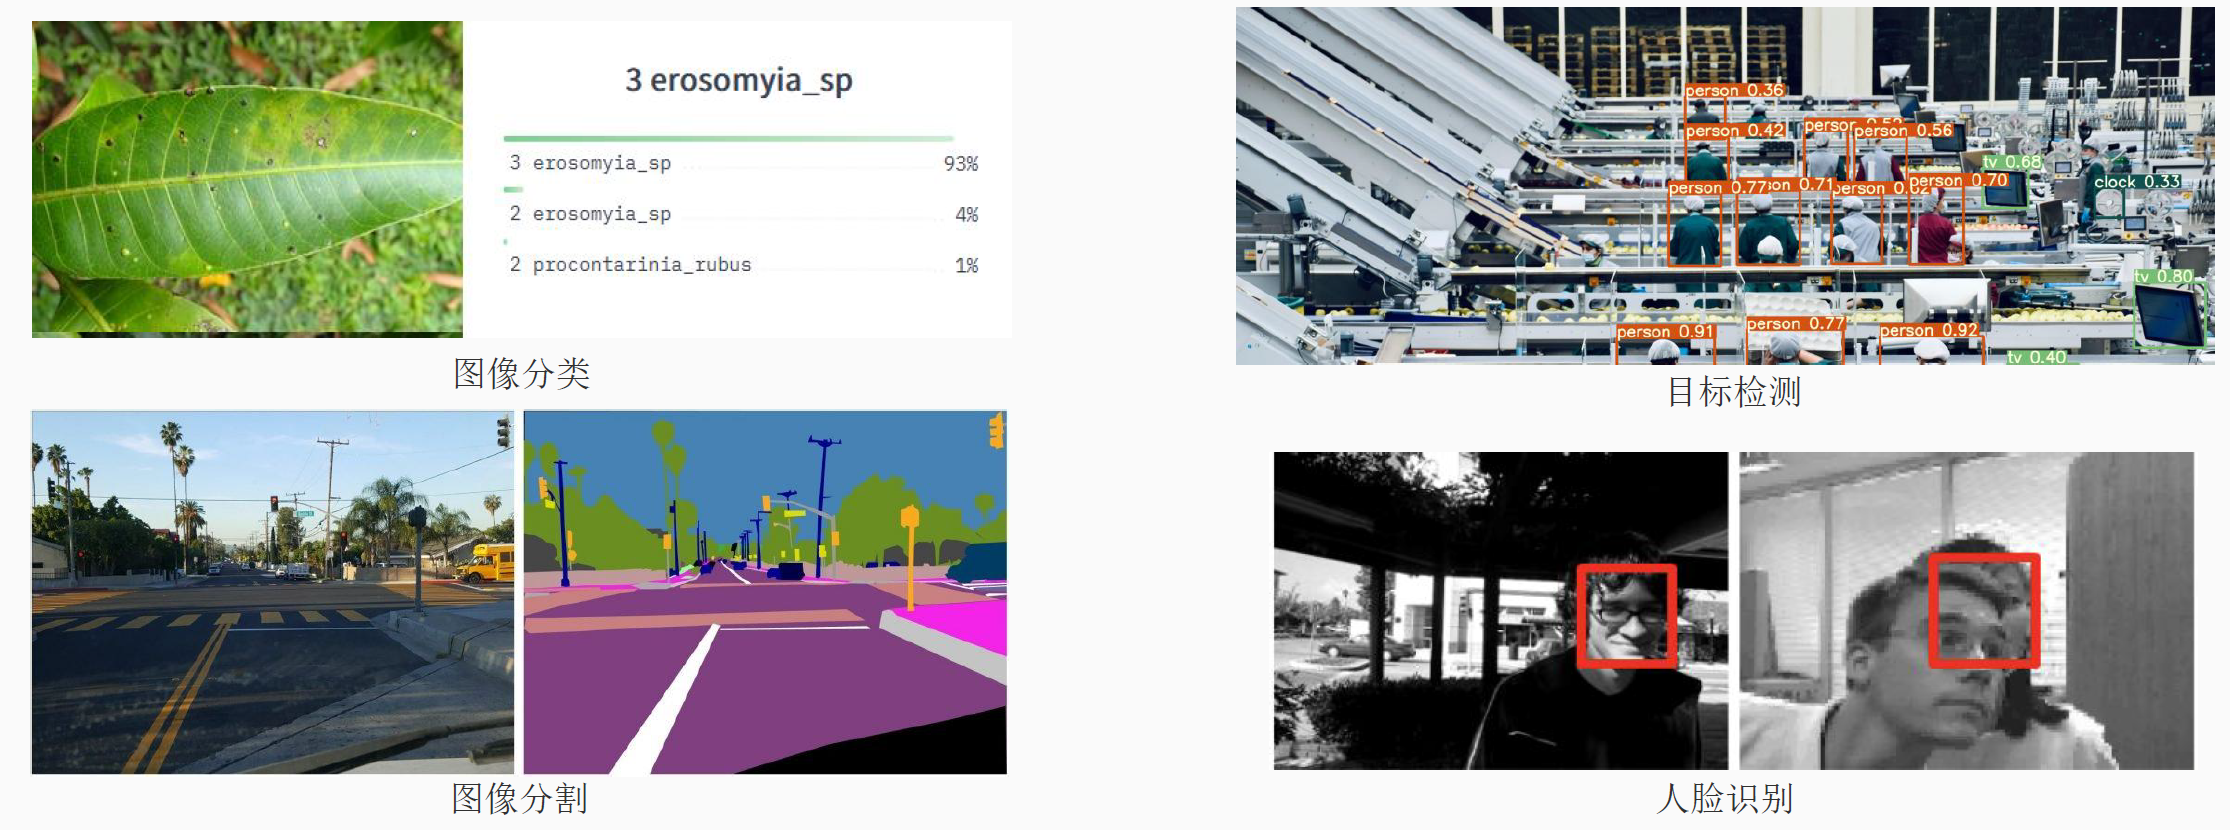 3 erosomyia_sp
3 erosomyia_sp 93%
2 erosomyia_sp 4%
2 procontarinia_rubus 1%
图像分类
person 0.36
person 0.42
person 0.56
tv 0.68
clock 0.33
person 0.77
0.71
person
person 0.70
tv 0.80
person 0.91
person 0.77
person 0.92
tv 0.40
目标检测
图像分割
人脸识别